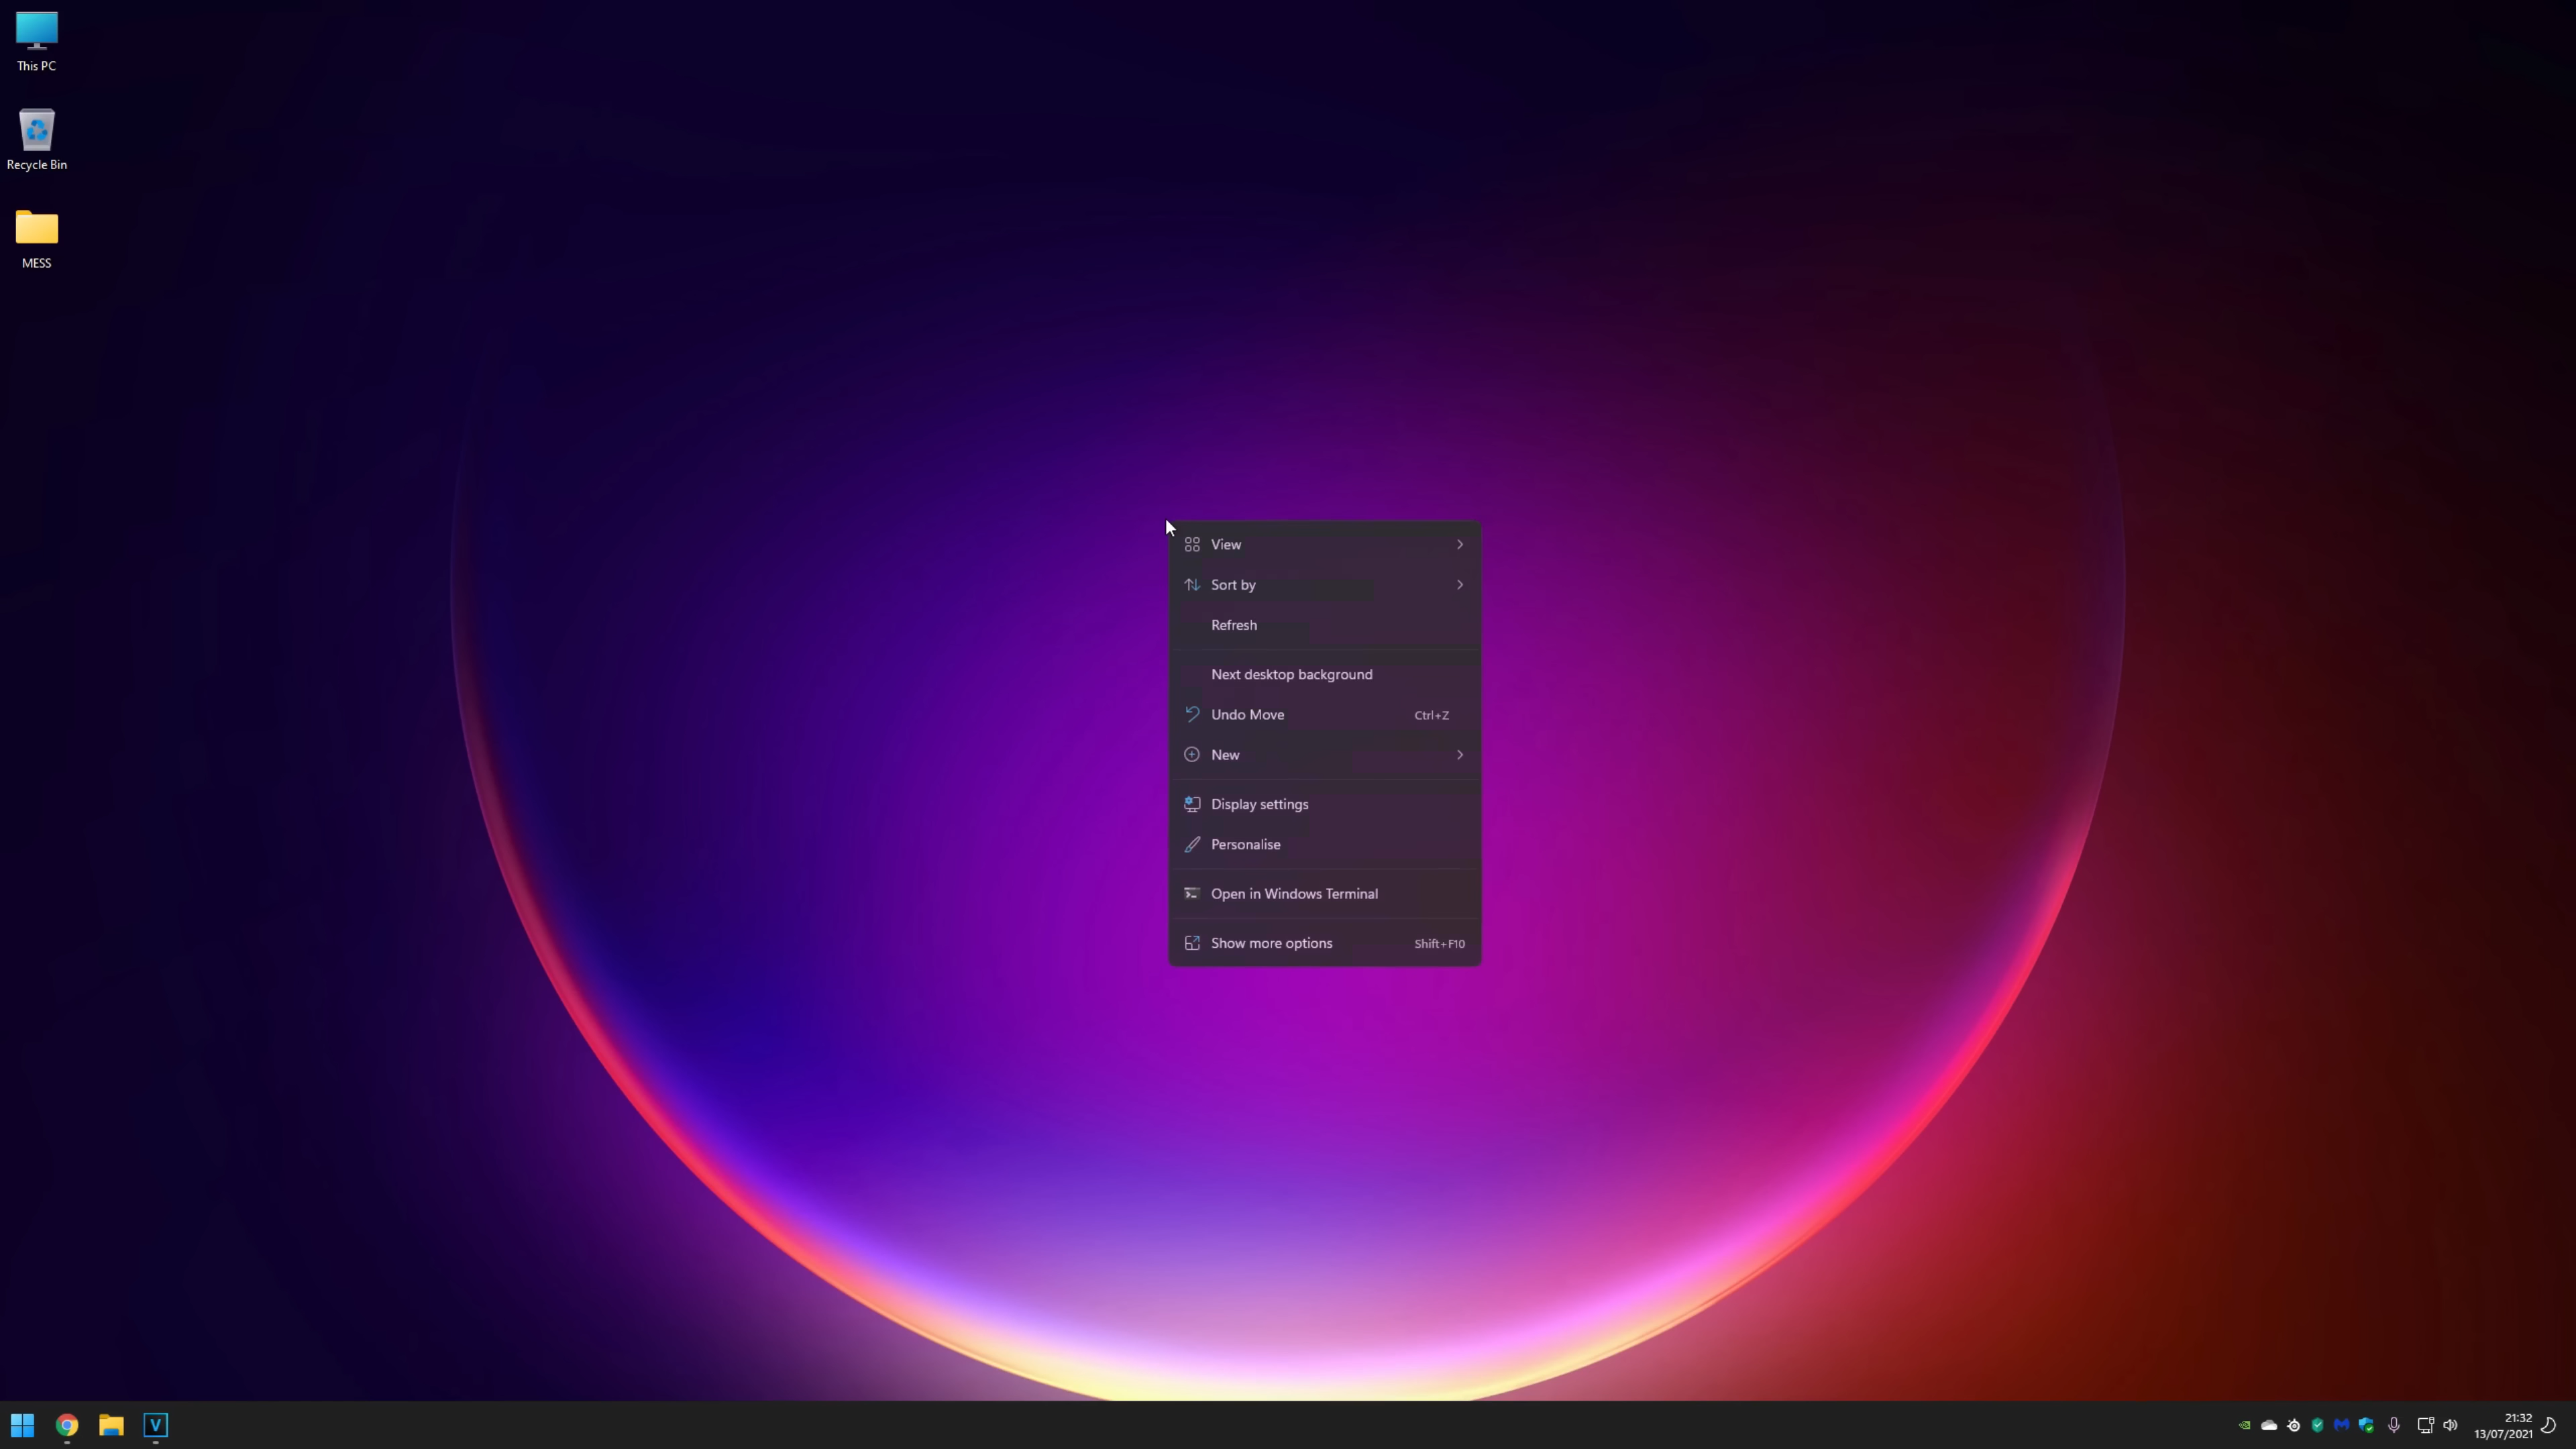 This PC
Recycle Bin
MESS
View
Sort by
Refresh
Next desktop background
Undo Move Ctrl+Z
New
Display settings
Personalise
Open in Windows Terminal
Show more options Shift+F10
V
21:32
13/07/2021